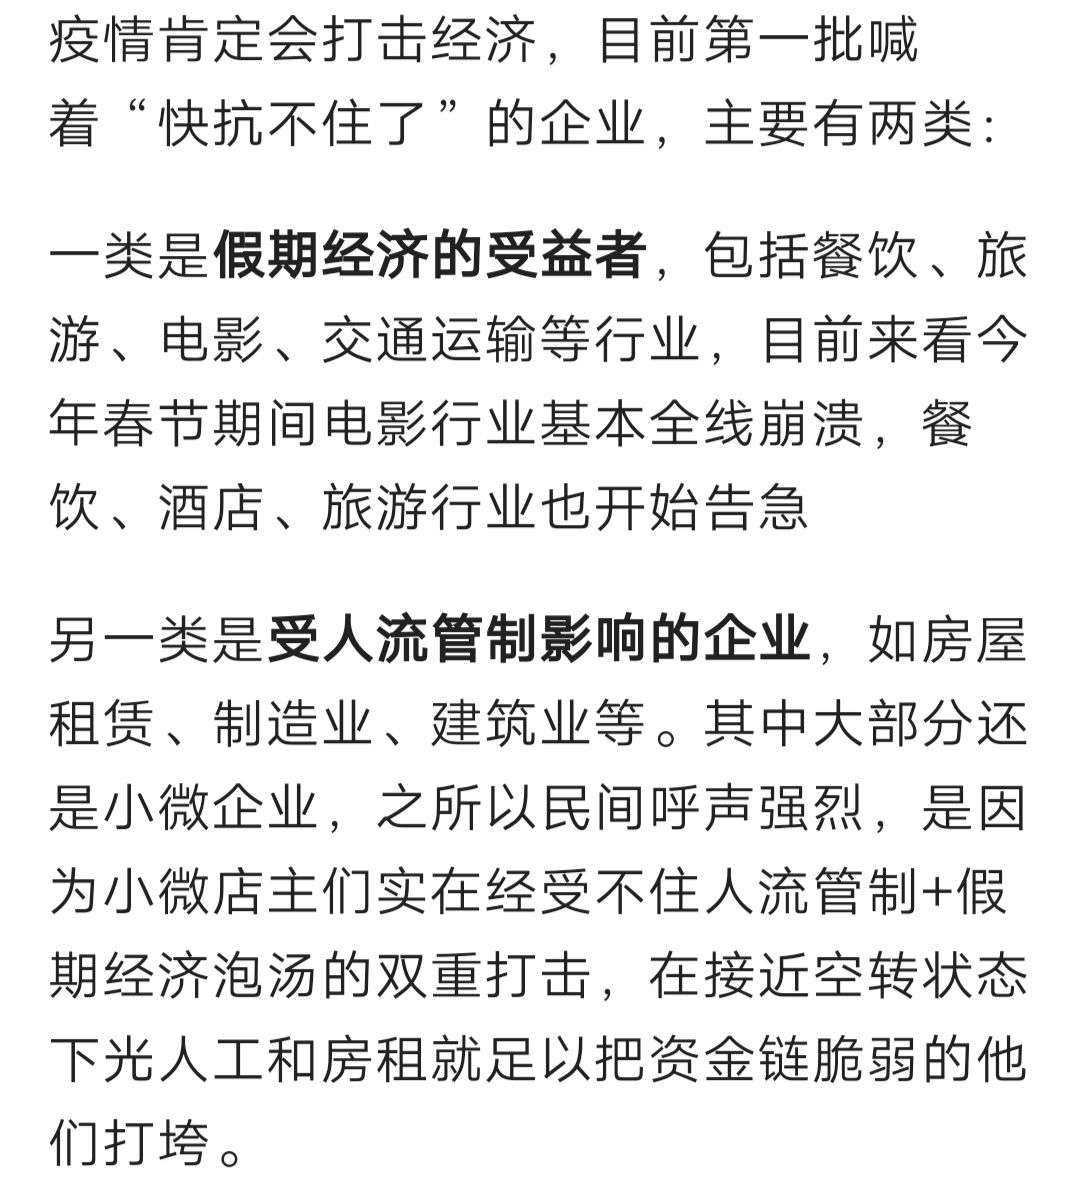 疫情肯定会打击经济，目前第一批喊
着“快抗不住了”的企业，主要有两类：
一类是假期经济的受益者，包括餐饮、旅
游、电影、交通运输等行业，目前来看今
年春节期间电影行业基本全线崩溃，餐
饮、酒店、旅游行业也开始告急
另一类是受人流管制影响的企业，如房屋
租赁、制造业、建筑业等。其中大部分还
是小微企业，之所以民间呼声强烈，是因
为小微店主们实在经受不住人流管制+假
期经济泡汤的双重打击，在接近空转状态
下光人工和房租就足以把资金链脆弱的他
们打垮。